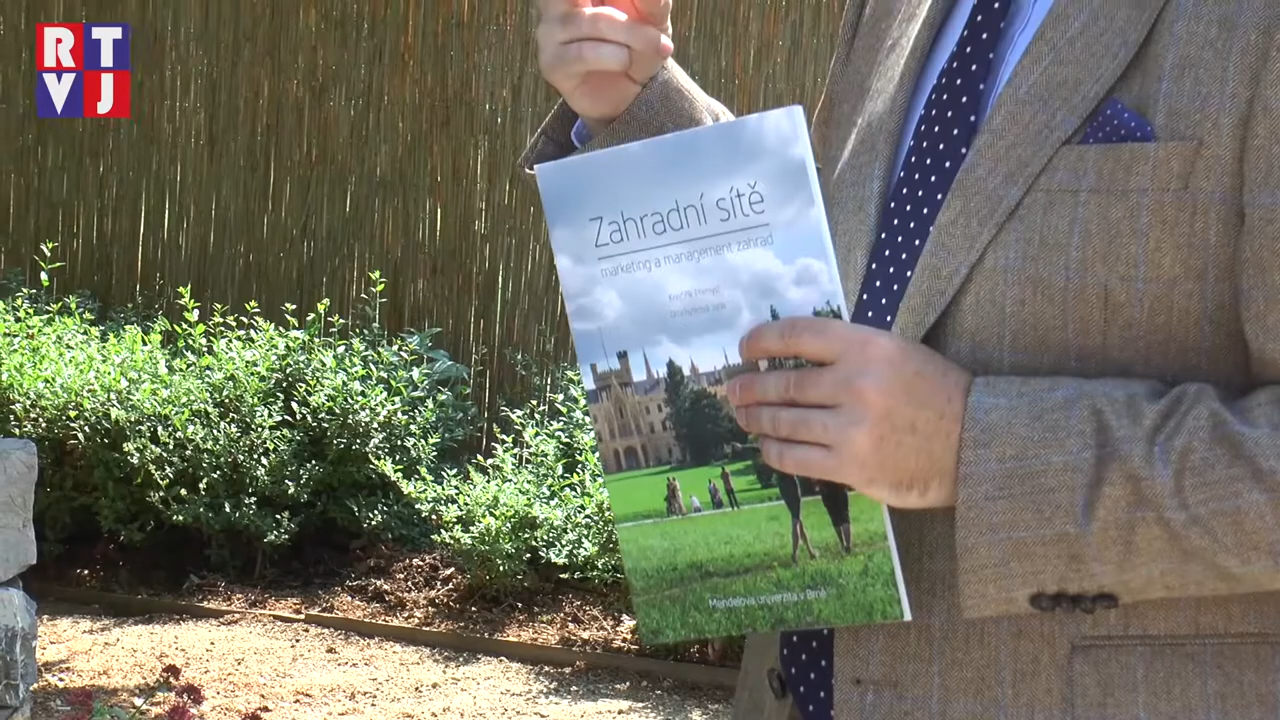 RT
VJ
Zahradní sítě
marketing a management zahrad
Mendelova univerzita v Brně